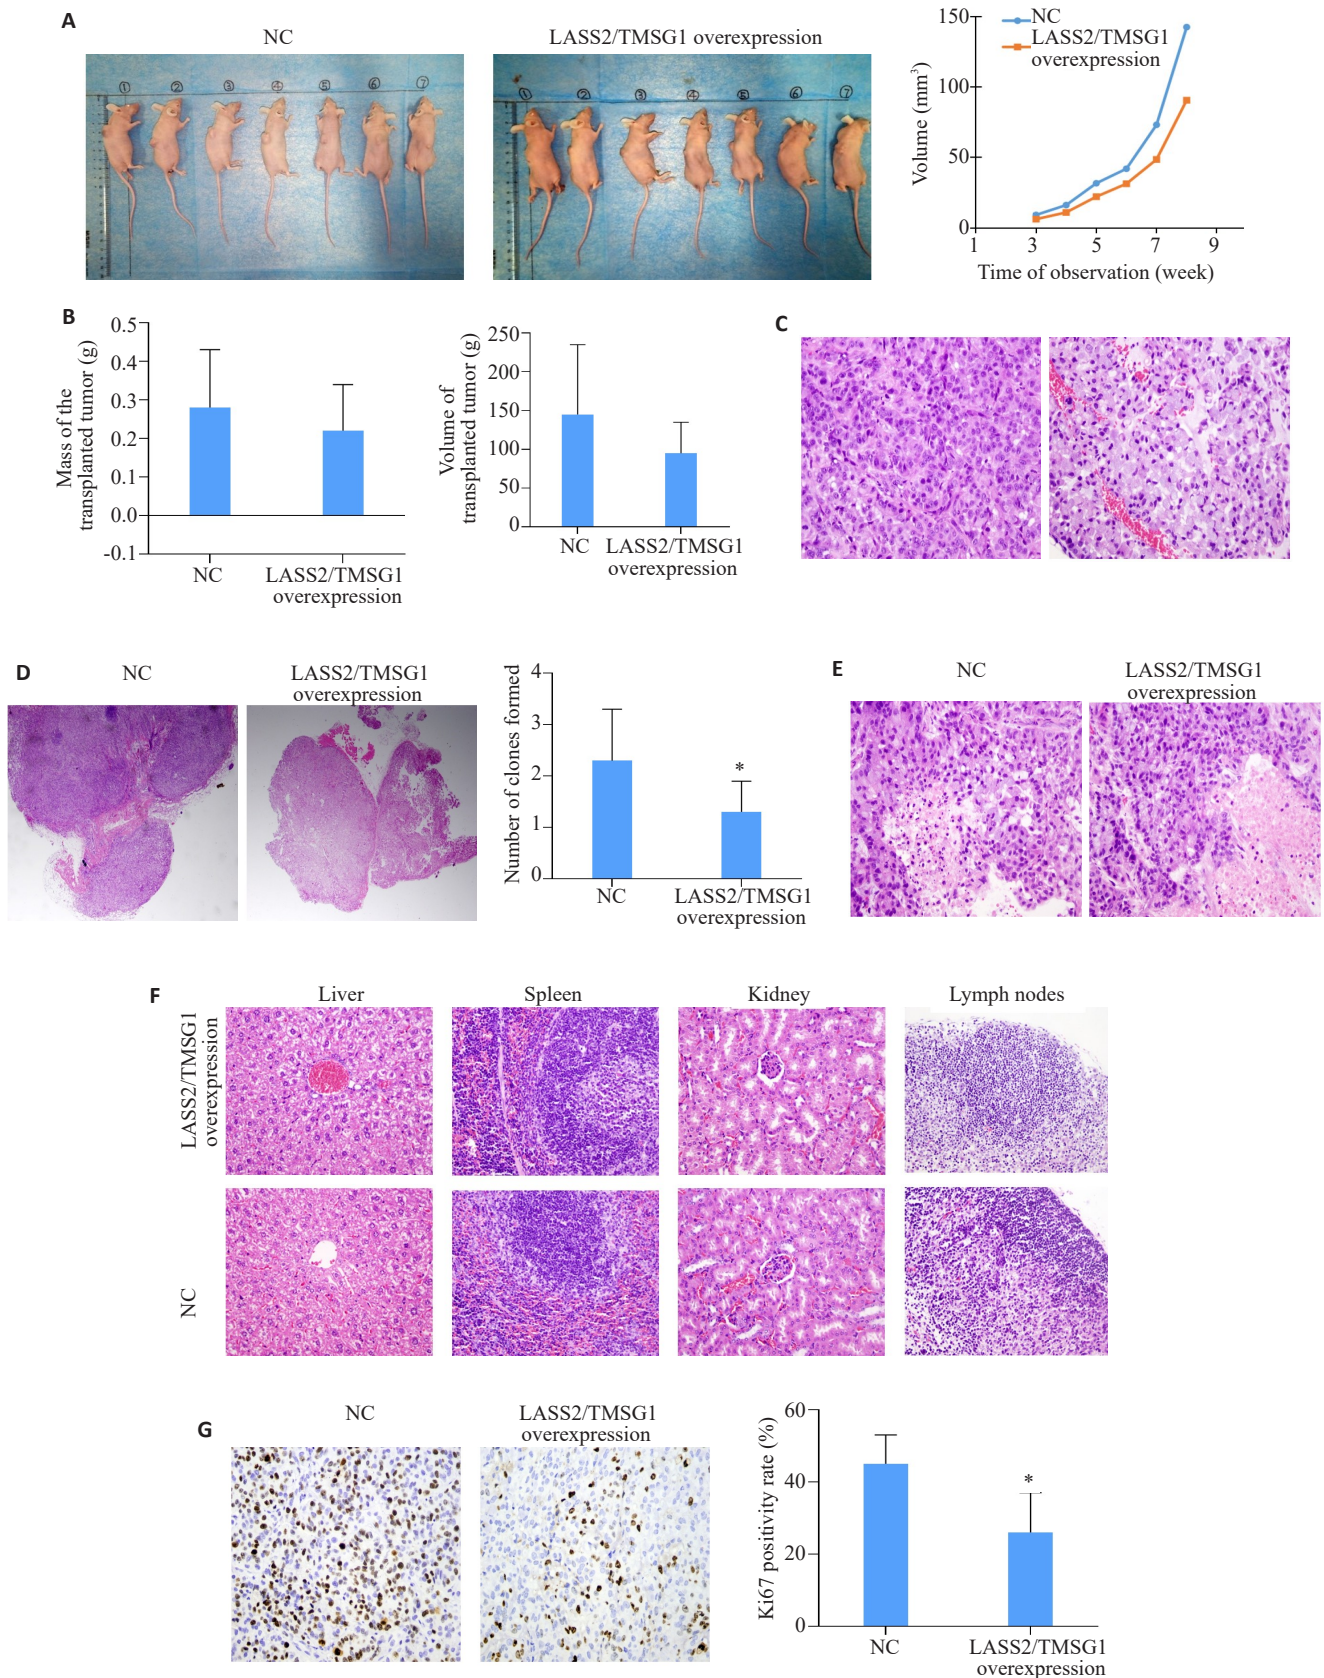 A
NC
LASS2/TMSG1 overexpression
① ② ③ ④ ⑤ ⑥ ⑦
① ② ③ ④ ⑤ ⑥ ⑦
NC
LASS2/TMSG1
overexpression
Volume (mm³)
150
100
50
0
1 3 5 7 9
Time of observation (week)
B
Mass of the
transplanted tumor (g)
0.5
0.4
0.3
0.2
0.1
0.0
-0.1
NC
LASS2/TMSG1
overexpression
Volume of
transplanted tumor (g)
250
200
150
100
50
0
NC
LASS2/TMSG1
overexpression
C
D
NC
LASS2/TMSG1
overexpression
Number of clones formed
4
3
2
1
0
*
NC
LASS2/TMSG1
overexpression
E
NC
LASS2/TMSG1
overexpression
F
Liver
Spleen
Kidney
Lymph nodes
LASS2/TMSG1
overexpression
NC
G
NC
LASS2/TMSG1
overexpression
Ki67 positivity rate (%)
60
40
20
0
*
NC
LASS2/TMSG1
overexpression